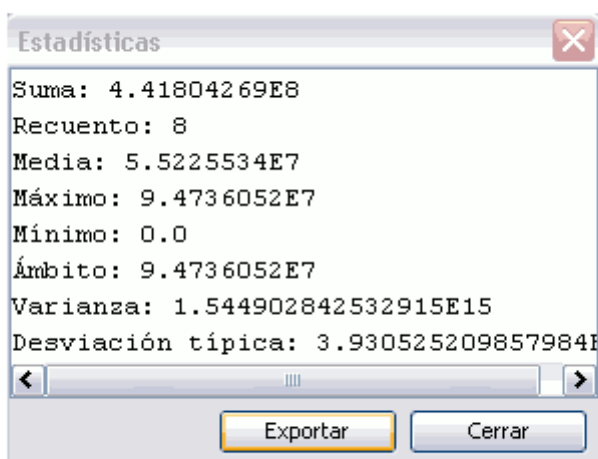 Estadísticas
Suma: 4.41804269E8
Recuento: 8
Media: 5.5225534E7
Máximo: 9.4736052E7
Mínimo: 0.0
Ámbito: 9.4736052E7
Varianza: 1.544902842532915E15
Desviación típica: 3.930525209857984E
Exportar
Cerrar